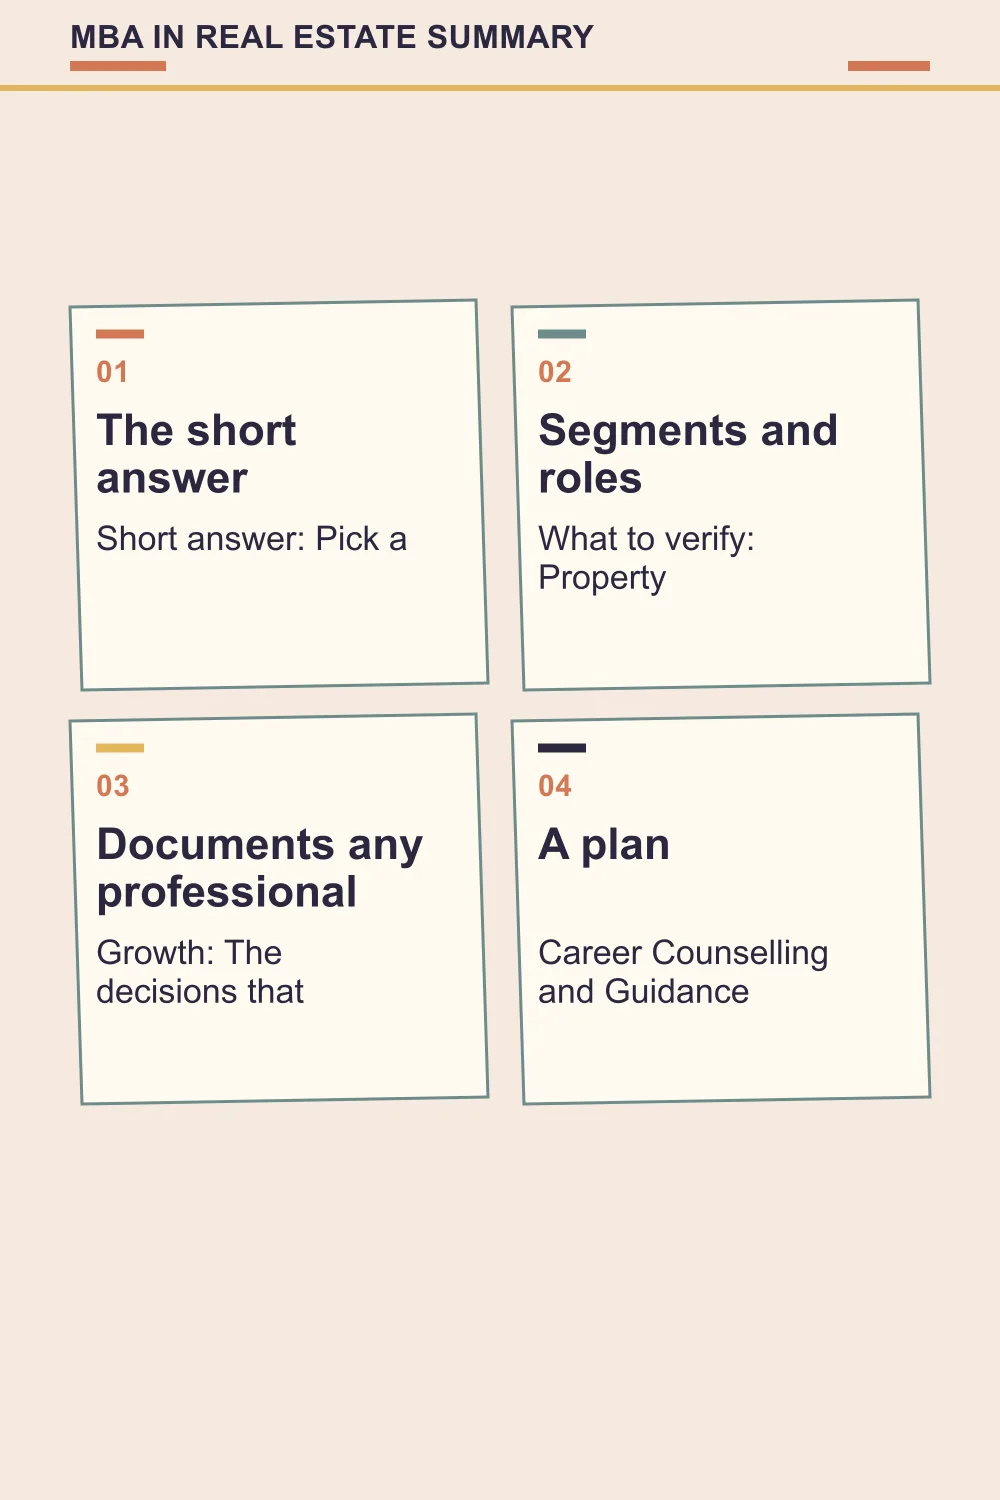 MBA IN REAL ESTATE SUMMARY
01
The short
answer
Short answer: Pick a
02
Segments and
roles
What to verify:
Property
03
Documents any
professional
Growth: The
decisions that
04
A plan
Career Counselling
and Guidance